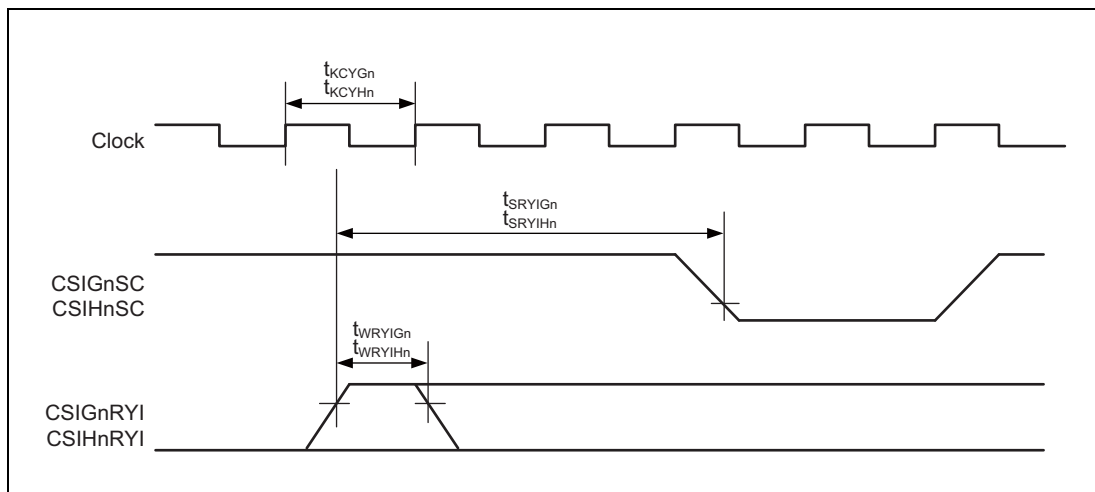 tKCYGn
tKCYHn
Clock
tSRYIGn
tSRYIHn
CSIGnSC
CSIHnSC
tWRYIGn
tWRYIHn
CSIGnRYI
CSIHnRYI